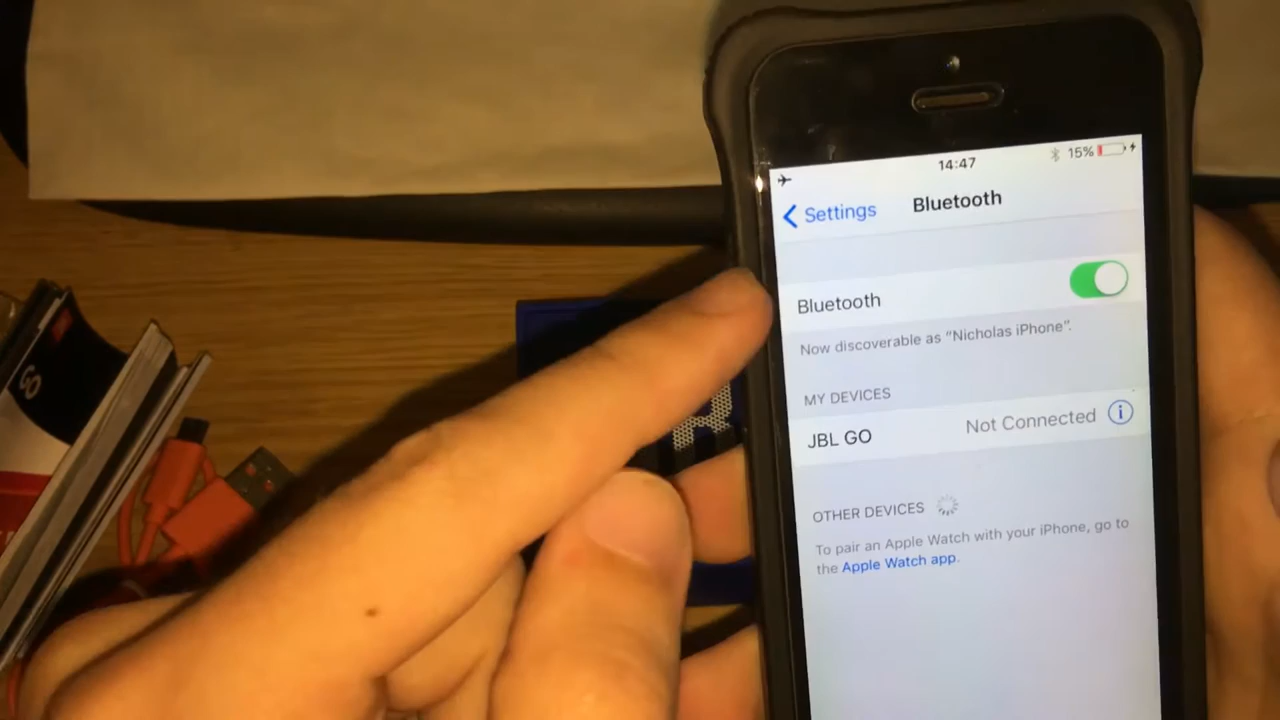 14:47
15%
Settings
Bluetooth
Bluetooth
Now discoverable as “Nicholas iPhone”.
MY DEVICES
JBL GO
Not Connected
i
OTHER DEVICES
To pair an Apple Watch with your iPhone, go to
the Apple Watch app.
GO